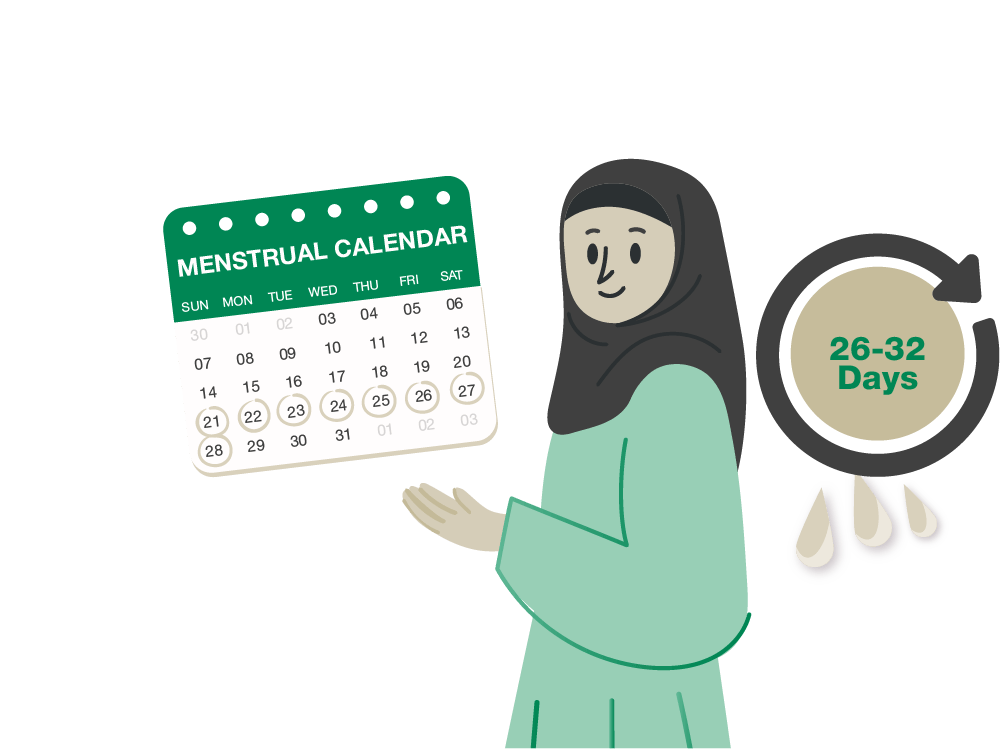 MENSTRUAL CALENDAR
SUN MON TUE WED THU FRI SAT
30 01 02 03 04 05 06
07 08 09 10 11 12 13
14 15 16 17 18 19 20
21 22 23 24 25 26 27
28 29 30 31 01 02 03
26-32
Days